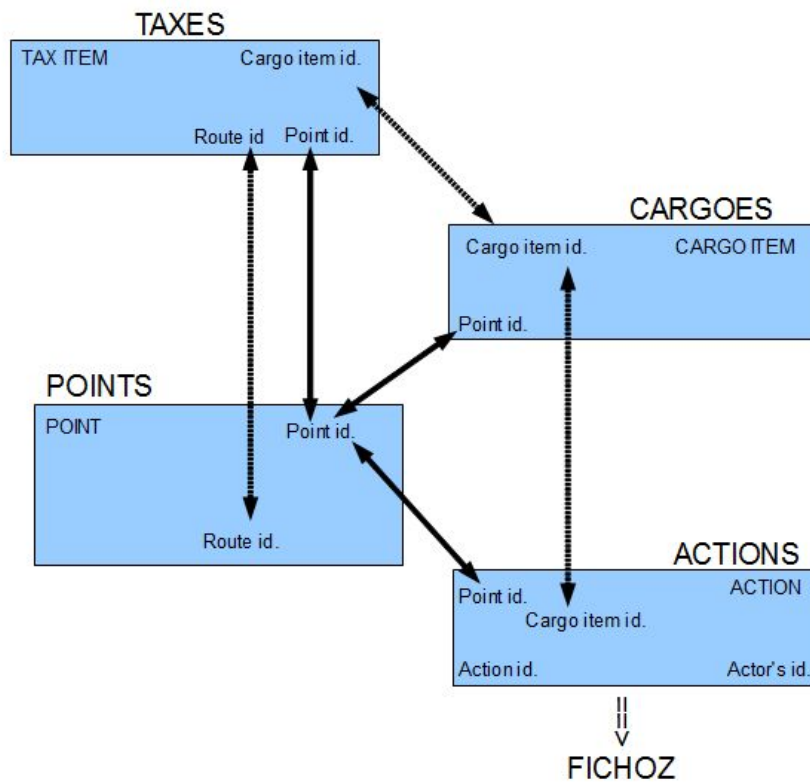 TAXES
TAX ITEM Cargo item id.
Route id Point id.
CARGOES
Cargo item id. CARGO ITEM
Point id.
POINTS
POINT Point id.
Route id.
ACTIONS
Point id. ACTION
Cargo item id.
Action id. Actor's id.
==>
FICHOZ